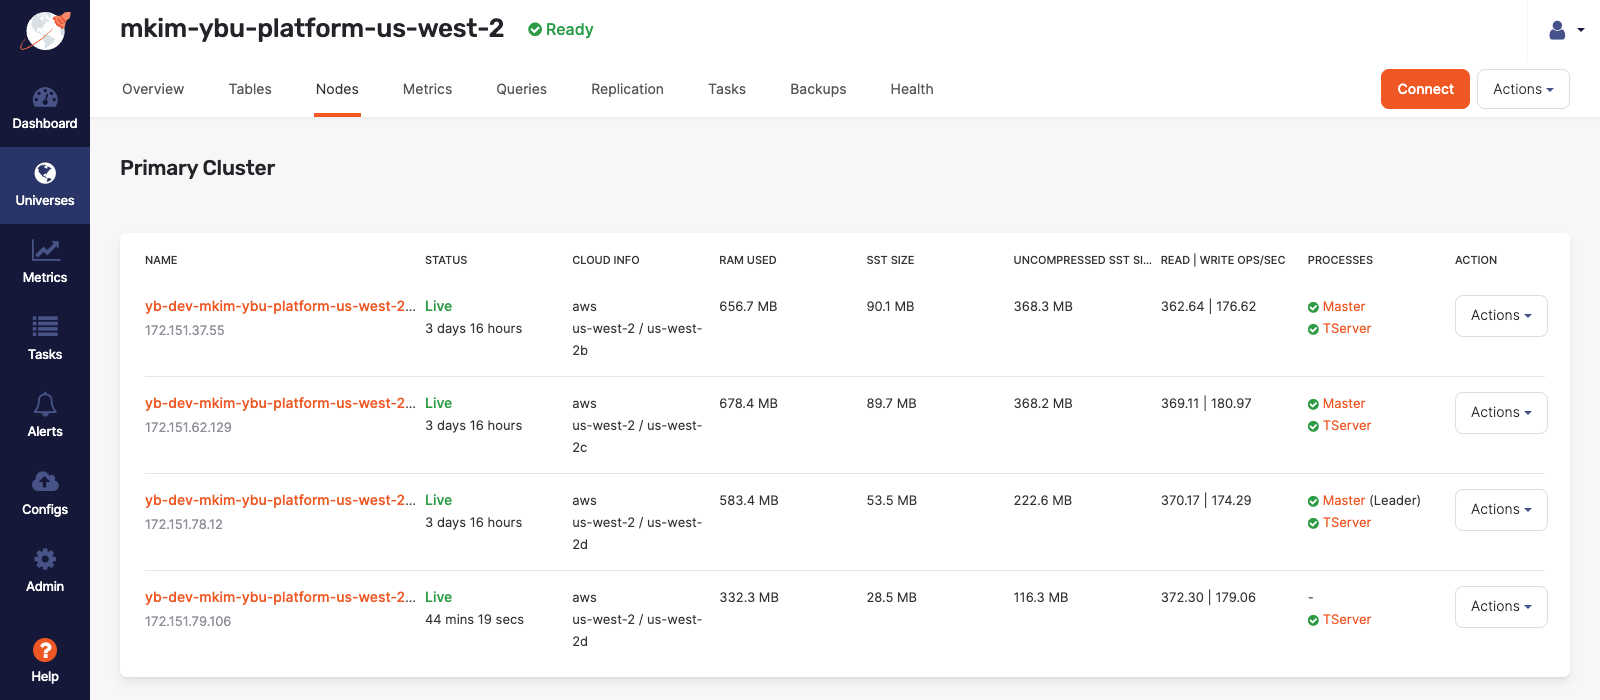 mkim-ybu-platform-us-west-2 Ready
Overview Tables Nodes Metrics Queries Replication Tasks Backups Health Connect Actions
Dashboard
Universes
Metrics
Tasks
Alerts
Configs
Admin
? Help
Primary Cluster
NAME STATUS CLOUD INFO RAM USED SST SIZE UNCOMPRESSED SST SI... READ | WRITE OPS/SEC PROCESSES ACTION
yb-dev-mkim-ybu-platform-us-west-2... Live aws 656.7 MB 90.1 MB 368.3 MB 362.64 | 176.62 Master Actions
172.151.37.55 3 days 16 hours us-west-2 / us-west- TServer
2b
yb-dev-mkim-ybu-platform-us-west-2... Live aws 678.4 MB 89.7 MB 368.2 MB 369.11 | 180.97 Master Actions
172.151.62.129 3 days 16 hours us-west-2 / us-west- TServer
2c
yb-dev-mkim-ybu-platform-us-west-2... Live aws 583.4 MB 53.5 MB 222.6 MB 370.17 | 174.29 Master (Leader) Actions
172.151.78.12 3 days 16 hours us-west-2 / us-west- TServer
2d
yb-dev-mkim-ybu-platform-us-west-2... Live aws 332.3 MB 28.5 MB 116.3 MB 372.30 | 179.06 - Actions
172.151.79.106 44 mins 19 secs us-west-2 / us-west- TServer
2d